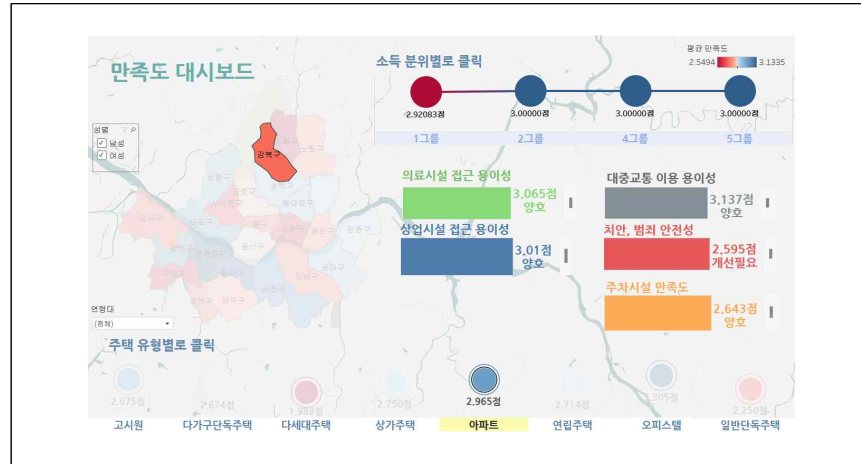 만족도 대시보드
소득 분위별로 클릭
평균 만족도
2.5494
3.1335
2.92083점
3.00000점
3.00000점
3.00000점
1그룹
2그룹
4그룹
5그룹
성별
남성
여성
강북구
의료시설 접근 용이성
3,065점
양호
대중교통 이용 용이성
3,137점
양호
상업시설 접근 용이성
3,01점
양호
치안, 범죄 안전성
2,595점
개선필요
주차시설 만족도
2,643점
양호
연령대
(전체)
주택 유형별로 클릭
2.975점
2.674점
1.989점
2.750점
2.965점
2.714점
3.305점
2.250점
고시원
다가구단독주택
다세대주택
상가주택
아파트
연립주택
오피스텔
일반단독주택